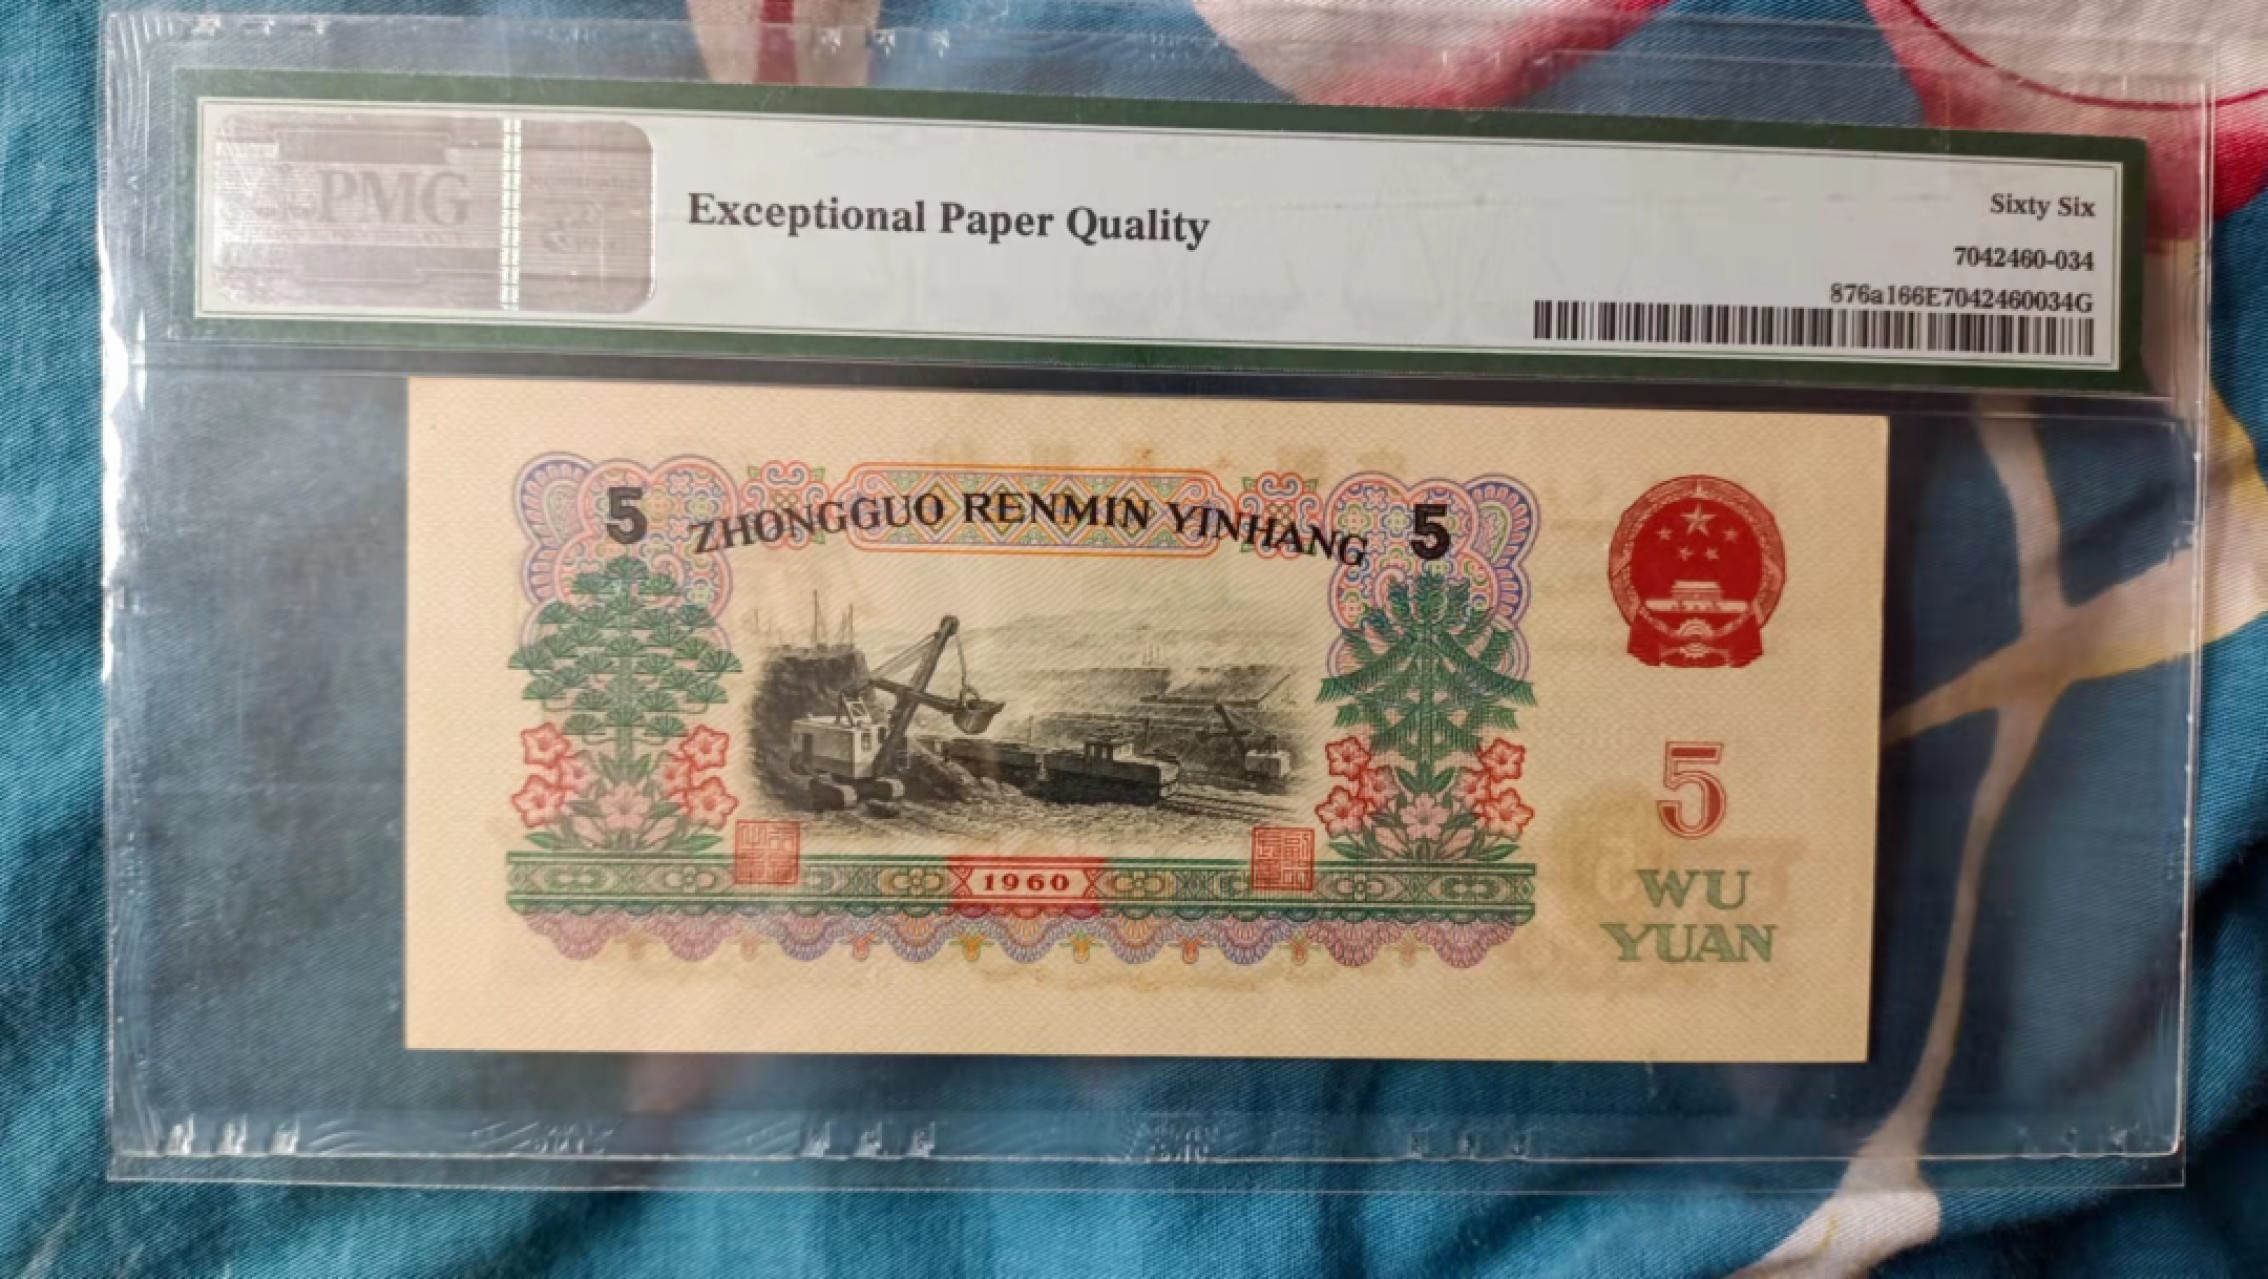 PMG
Exceptional Paper Quality
Sixty Six
7042460-034
876a166E7042460034G
5 ZHONGGUO RENMIN YINHANG 5
5
1960
WU
YUAN